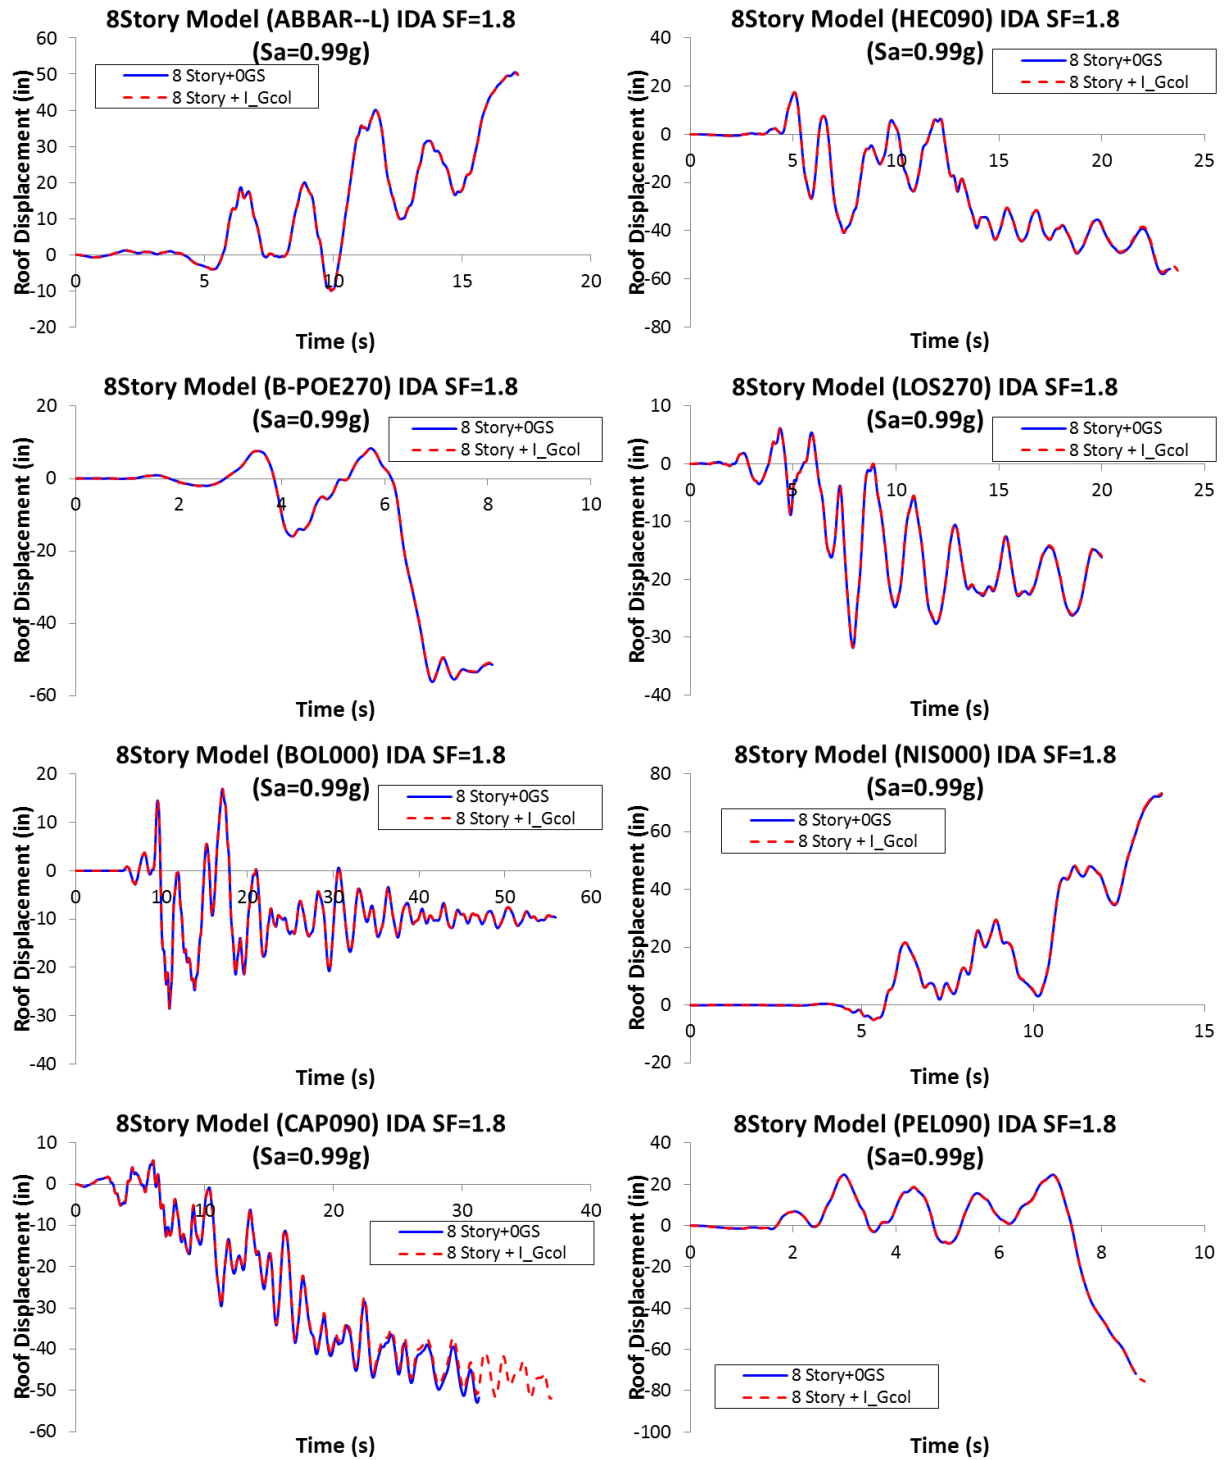 8Story Model (ABBAR--L) IDA SF=1.8
(Sa=0.99g)
Roof Displacement (in)
60
50
40
30
20
10
0
-10
-20
0
5
10
15
20
8 Story+0GS
8 Story + I_Gcol
Time (s)
8Story Model (HEC090) IDA SF=1.8
(Sa=0.99g)
Roof Displacement (in)
40
20
0
-20
-40
-60
-80
0
5
10
15
20
25
8 Story+0GS
8 Story + I_Gcol
Time (s)
8Story Model (B-POE270) IDA SF=1.8
(Sa=0.99g)
Roof Displacement (in)
20
0
-20
-40
-60
0
2
4
6
8
10
8 Story+0GS
8 Story + I_Gcol
Time (s)
8Story Model (LOS270) IDA SF=1.8
(Sa=0.99g)
Roof Displacement (in)
10
0
-10
-20
-30
-40
0
5
10
15
20
25
8 Story+0GS
8 Story + I_Gcol
Time (s)
8Story Model (BOL000) IDA SF=1.8
(Sa=0.99g)
Roof Displacement (in)
20
10
0
-10
-20
-30
-40
0
10
20
30
40
50
60
8 Story+0GS
8 Story + I_Gcol
Time (s)
8Story Model (NIS000) IDA SF=1.8
(Sa=0.99g)
Roof Displacement (in)
80
60
40
20
0
-20
0
5
10
15
8 Story+0GS
8 Story + I_Gcol
Time (s)
8Story Model (CAP090) IDA SF=1.8
(Sa=0.99g)
Roof Displacement (in)
10
0
-10
-20
-30
-40
-50
-60
0
10
20
30
40
8 Story+0GS
8 Story + I_Gcol
Time (s)
8Story Model (PEL090) IDA SF=1.8
(Sa=0.99g)
Roof Displacement (in)
40
20
0
-20
-40
-60
-80
-100
0
2
4
6
8
10
8 Story+0GS
8 Story + I_Gcol
Time (s)